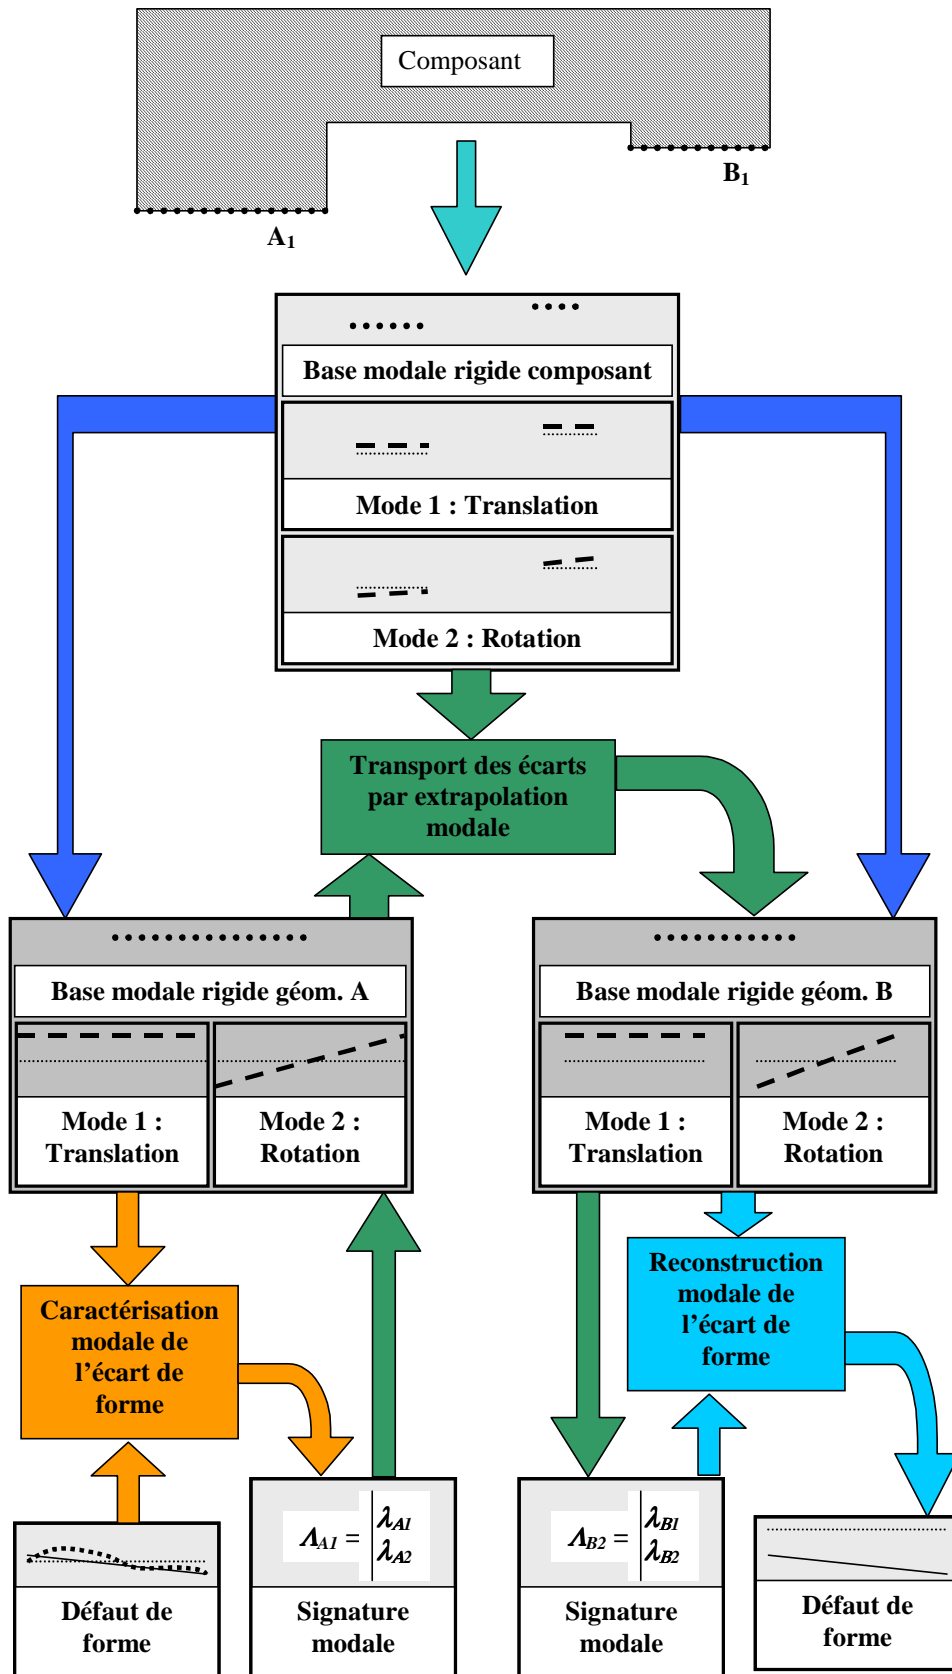 Composant
B1
A1
Base modale rigide composant
Mode 1 : Translation
Mode 2 : Rotation
Transport des écarts
par extrapolation
modale
Base modale rigide géom. A
Mode 1 :
Translation
Mode 2 :
Rotation
Base modale rigide géom. B
Mode 1 :
Translation
Mode 2 :
Rotation
Caractérisation
modale de
l’écart de
forme
Reconstruction
modale de
l’écart de
forme
Défaut de
forme
ΛA1 = | λA1
λA2
Signature
modale
ΛB2 = | λB1
λB2
Signature
modale
Défaut de
forme